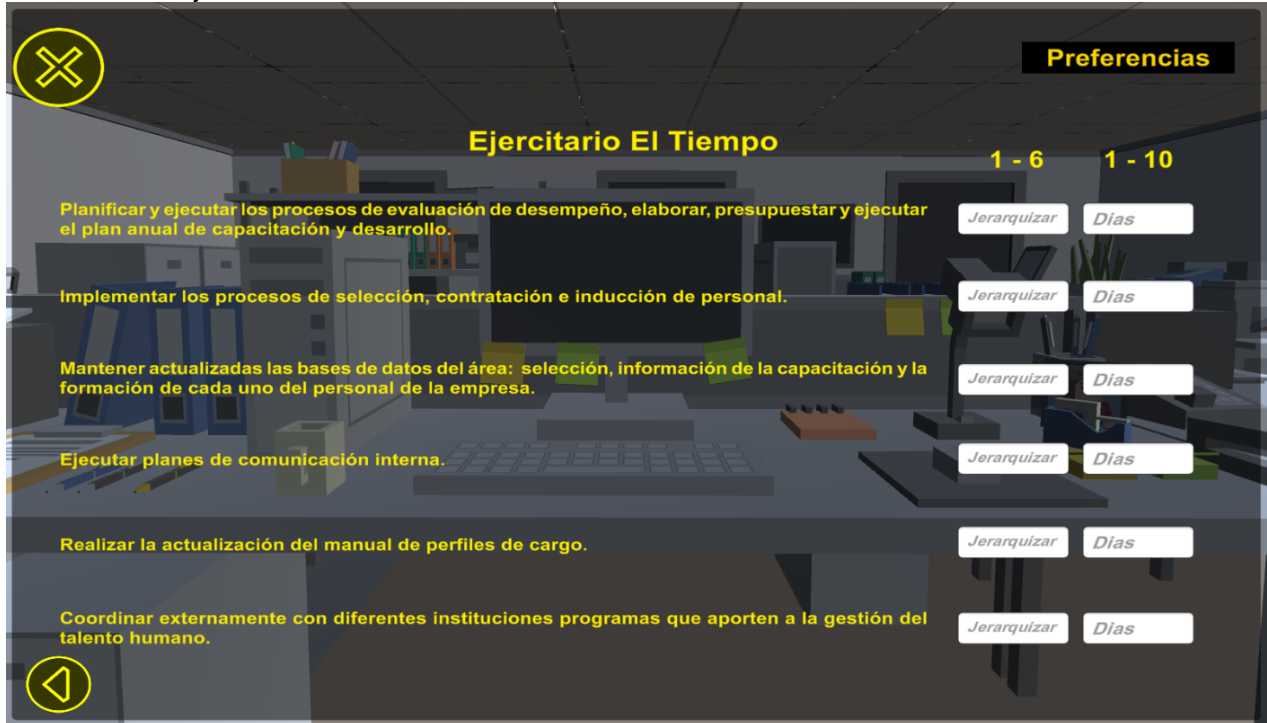 Preferencias
Ejercitario El Tiempo
1 - 6 1 - 10
Planificar y ejecutar los procesos de evaluación de desempeño, elaborar, presupuestar y ejecutar
el plan anual de capacitación y desarrollo.
Jerarquizar Dias
Implementar los procesos de selección, contratación e inducción de personal.
Jerarquizar Dias
Mantener actualizadas las bases de datos del área: selección, información de la capacitación y la
formación de cada uno del personal de la empresa.
Jerarquizar Dias
Ejecutar planes de comunicación interna.
Jerarquizar Dias
Realizar la actualización del manual de perfiles de cargo.
Jerarquizar Dias
Coordinar externamente con diferentes instituciones programas que aporten a la gestión del
talento humano.
Jerarquizar Dias